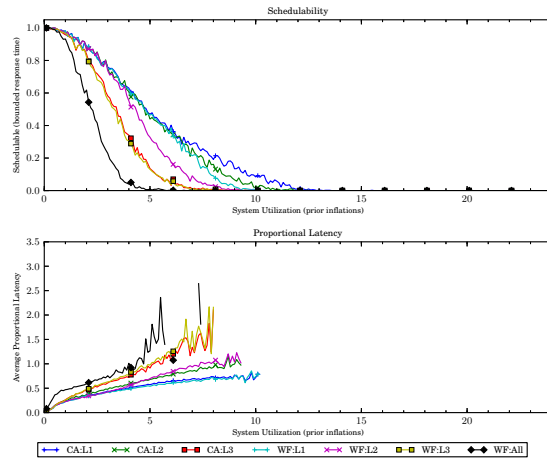 Schedulability
Schedulable (bounded response time)
1.0
0.8
0.6
0.4
0.2
0.0
0 5 10 15 20
System Utilization (prior inflations)
Proportional Latency
Average Proportional Latency
3.5
3.0
2.5
2.0
1.5
1.0
0.5
0.0
0 5 10 15 20
System Utilization (prior inflations)
CA:L1 CA:L2 CA:L3 WF:L1 WF:L2 WF:L3 WF:All